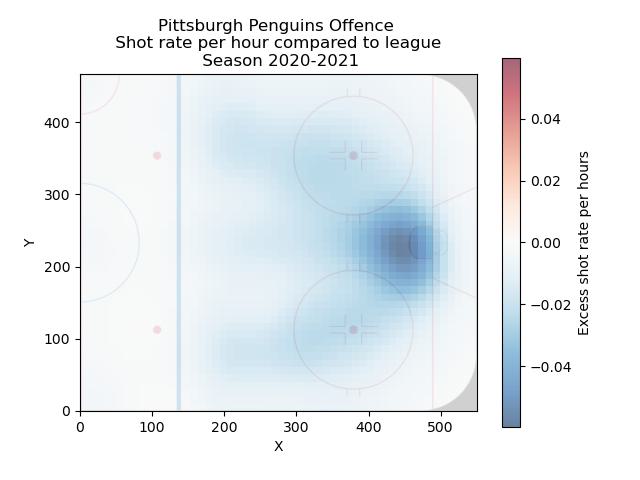 Pittsburgh Penguins Offence
Shot rate per hour compared to league
Season 2020-2021
400
300
200
100
0
Y
0 100 200 300 400 500
X
0.04
0.02
0.00
−0.02
−0.04
Excess shot rate per hours